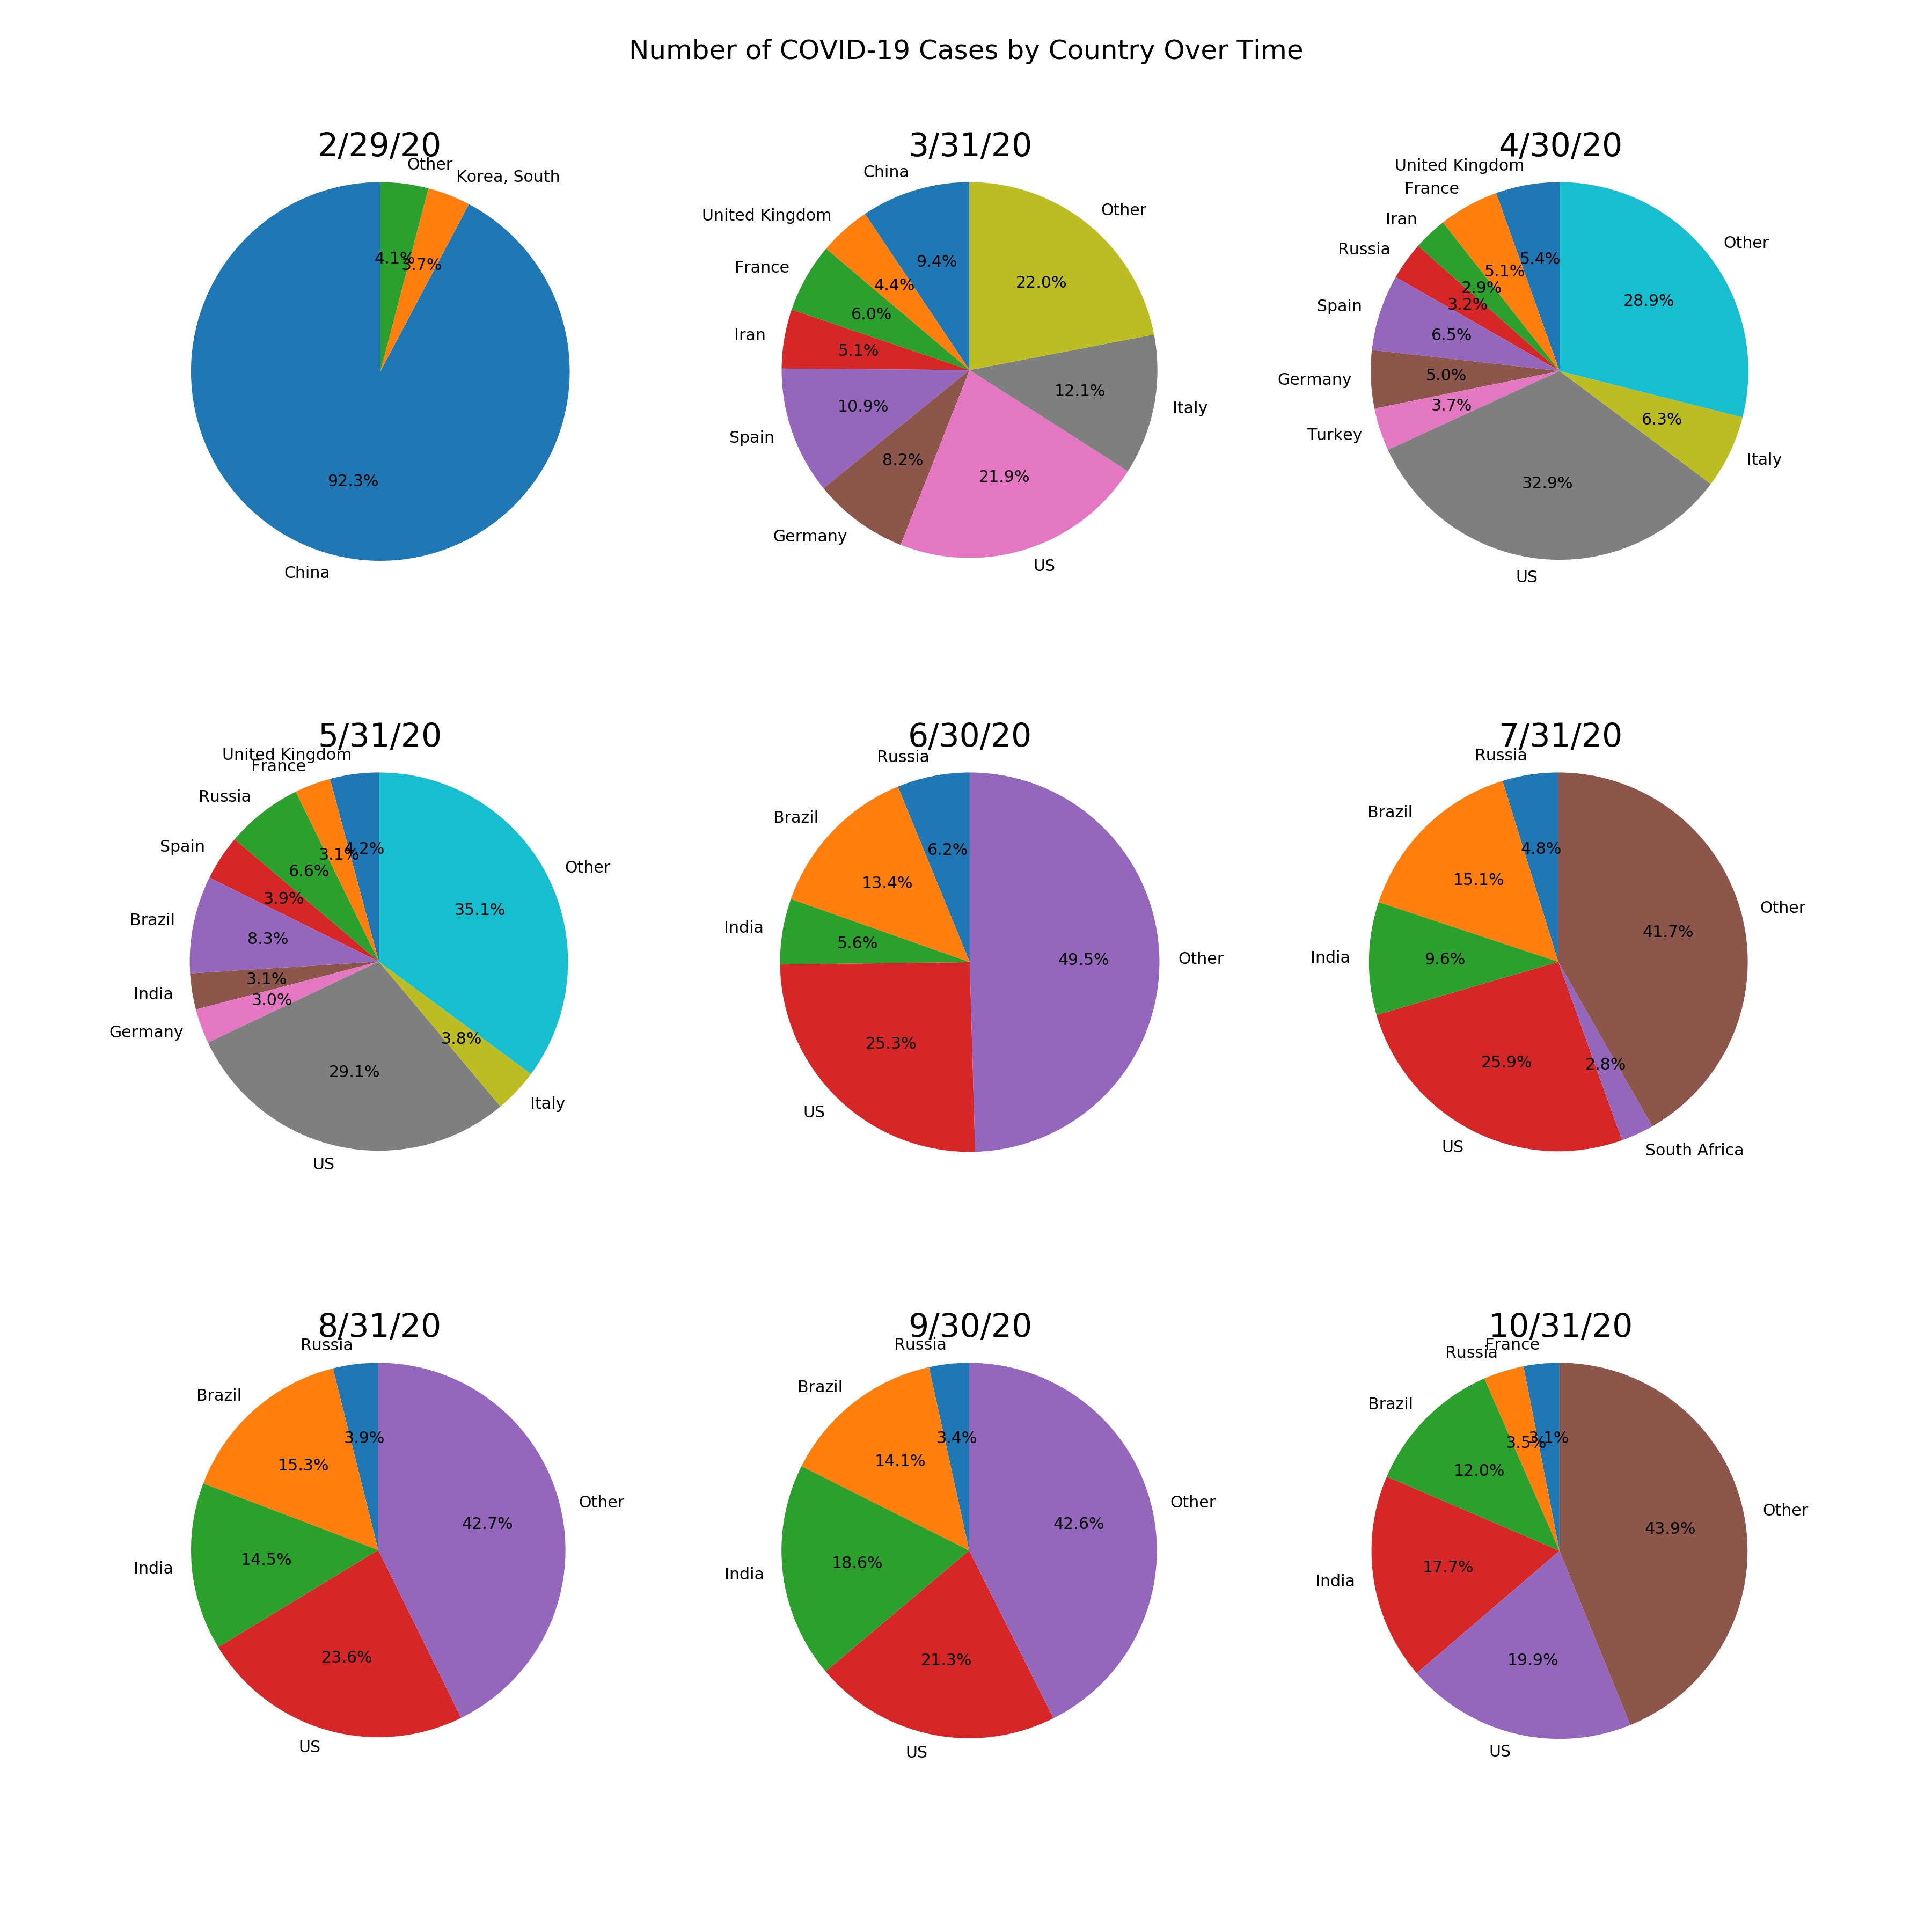 Number of COVID-19 Cases by Country Over Time
2/29/20
Other
Korea, South
4.1%
3.7%
92.3%
China
3/31/20
China
United Kingdom
Other
France
9.4%
22.0%
4.4%
6.0%
Iran
5.1%
12.1%
10.9%
Italy
Spain
8.2%
21.9%
Germany
US
4/30/20
United Kingdom
France
Iran
Russia
Other
5.4%
5.1%
2.9%
28.9%
3.2%
Spain
6.5%
5.0%
Germany
3.7%
6.3%
Turkey
Italy
32.9%
US
5/31/20
United Kingdom
France
Russia
Spain
4.2%
3.1%
Other
6.6%
3.9%
35.1%
Brazil
8.3%
3.1%
India
3.0%
Germany
3.8%
29.1%
Italy
US
6/30/20
Russia
Brazil
6.2%
13.4%
India
5.6%
49.5%
Other
25.3%
US
7/31/20
Russia
Brazil
4.8%
15.1%
Other
41.7%
India
9.6%
25.9%
2.8%
US
South Africa
8/31/20
Russia
Brazil
3.9%
15.3%
Other
42.7%
14.5%
India
23.6%
US
9/30/20
Russia
Brazil
3.4%
14.1%
Other
42.6%
18.6%
India
21.3%
US
10/31/20
France
Russia
Brazil
3.1%
3.5%
12.0%
Other
43.9%
17.7%
India
19.9%
US